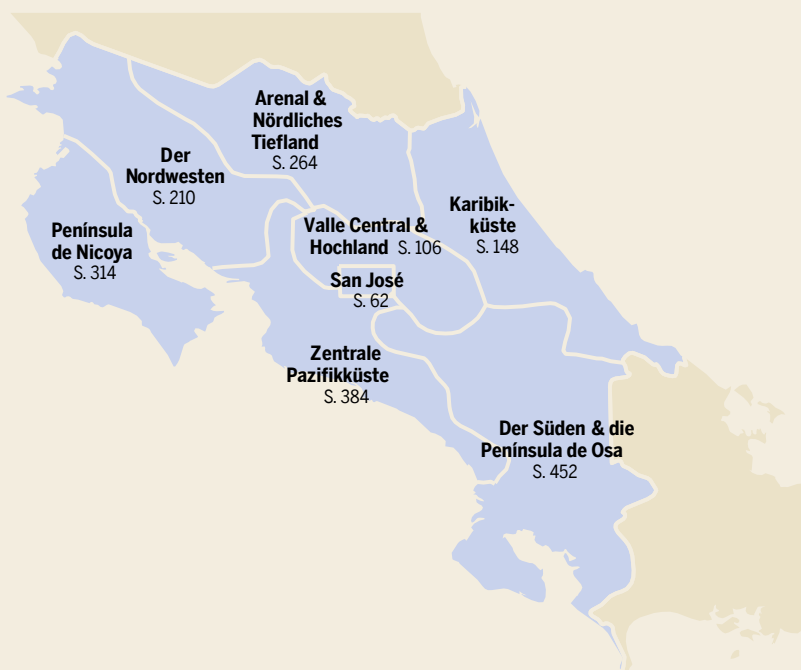 Arenal &
Nördliches
Tiefland
S. 264
Der
Nordwesten
S. 210
Karibik-
küste
S. 148
Península
de Nicoya
S. 314
Valle Central &
Hochland S. 106
San José
S. 62
Zentrale
Pazifikküste
S. 384
Der Süden & die
Península de Osa
S. 452